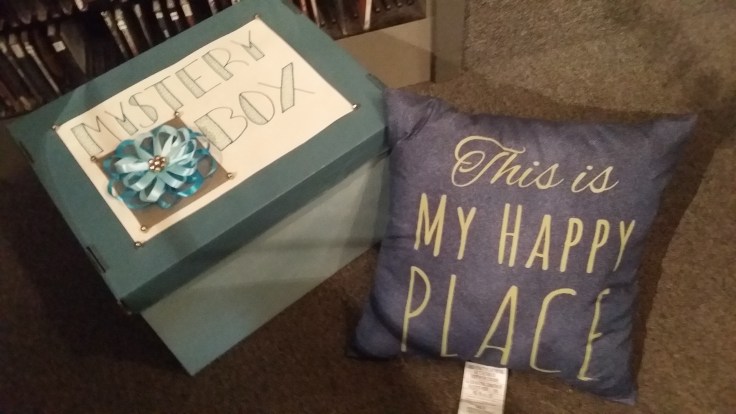 MYSTERY
BOX
This is
MY HAPPY
PLACE